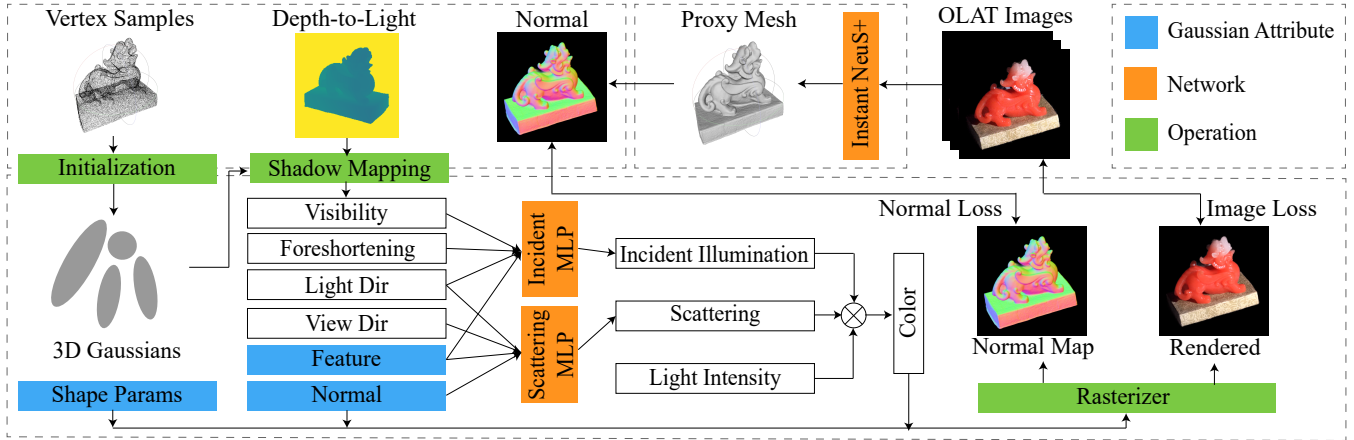 Vertex Samples
Depth-to-Light
Normal
Proxy Mesh
OLAT Images
Gaussian Attribute
Network
Operation
Instant NeuS+
Initialization
Shadow Mapping
Visibility
Foreshortening
Light Dir
View Dir
Feature
Normal
3D Gaussians
Shape Params
Incident
MLP
Scattering
MLP
Incident Illumination
Scattering
Light Intensity
Color
Normal Loss
Image Loss
Normal Map
Rendered
Rasterizer